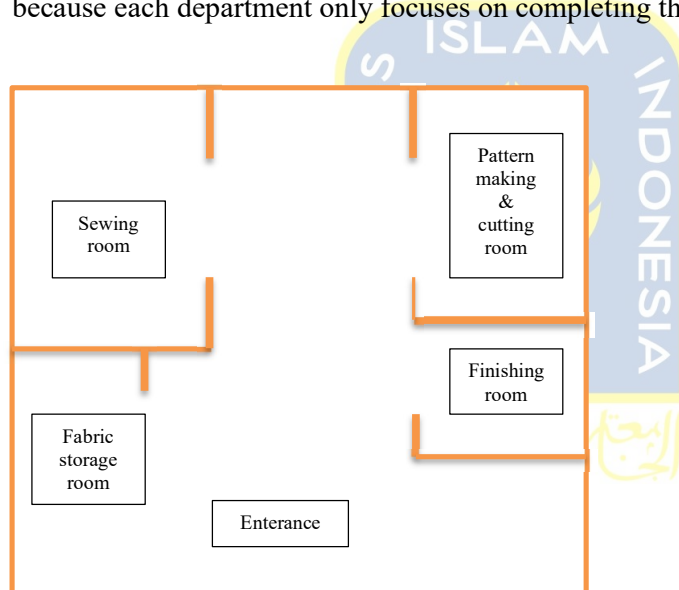 because each department only focuses on completing th
ISLAM
S
INDONESIA
Pattern
making
&
cutting
room
Sewing
room
Finishing
room
Fabric
storage
room
Enterance